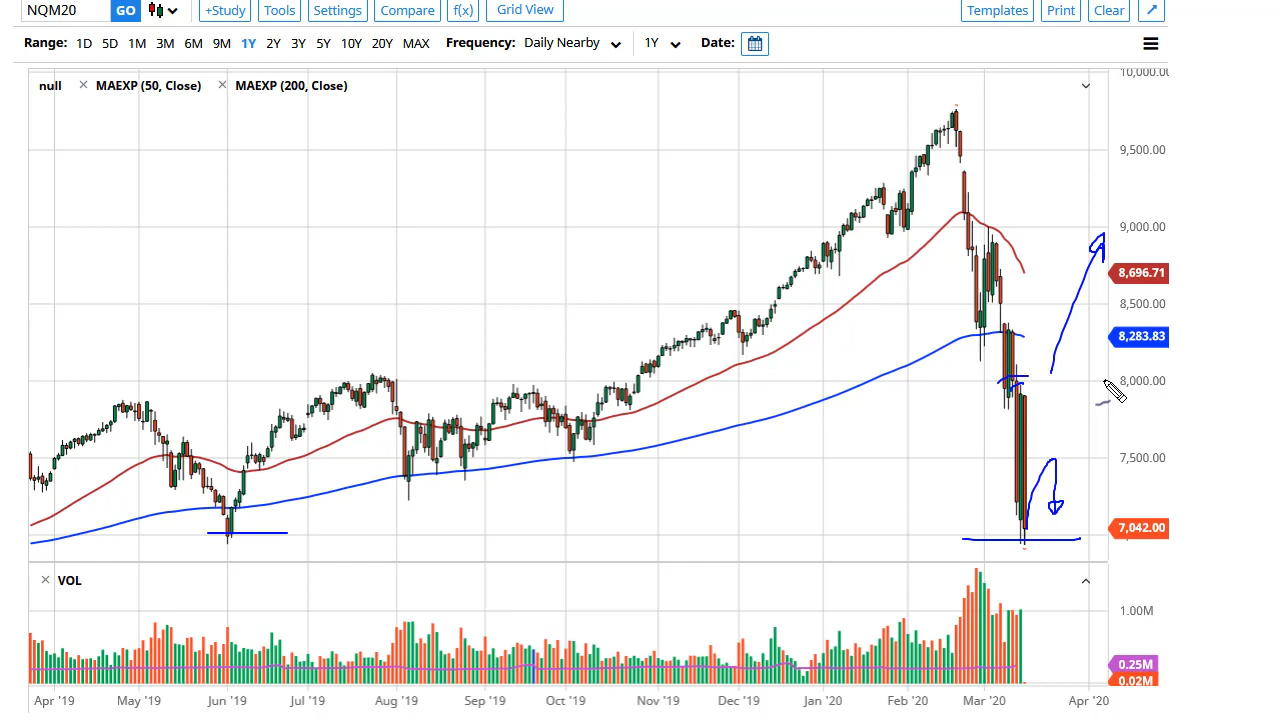 NQM20 GO +Study Tools Settings Compare f(x) Grid View Templates Print Clear
Range: 1D 5D 1M 3M 6M 9M 1Y 2Y 3Y 5Y 10Y 20Y MAX Frequency: Daily Nearby 1Y Date:
null × MAEXP (50, Close) × MAEXP (200, Close)
10,000.00
9,500.00
9,000.00
8,696.71
8,500.00
8,283.83
8,000.00
7,500.00
7,042.00
× VOL
1.00M
0.25M
0.02M
Apr '19 May '19 Jun '19 Jul '19 Aug '19 Sep '19 Oct '19 Nov '19 Dec '19 Jan '20 Feb '20 Mar '20 Apr '20